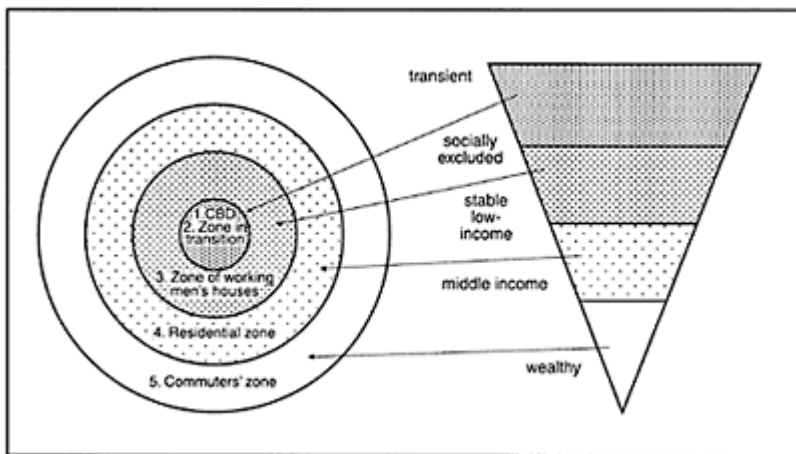 transient
socially
excluded
stable
low-
income
middle income
wealthy
1. CBD
2. Zone in
transition
3. Zone of working
men's houses
4. Residential zone
5. Commuters' zone